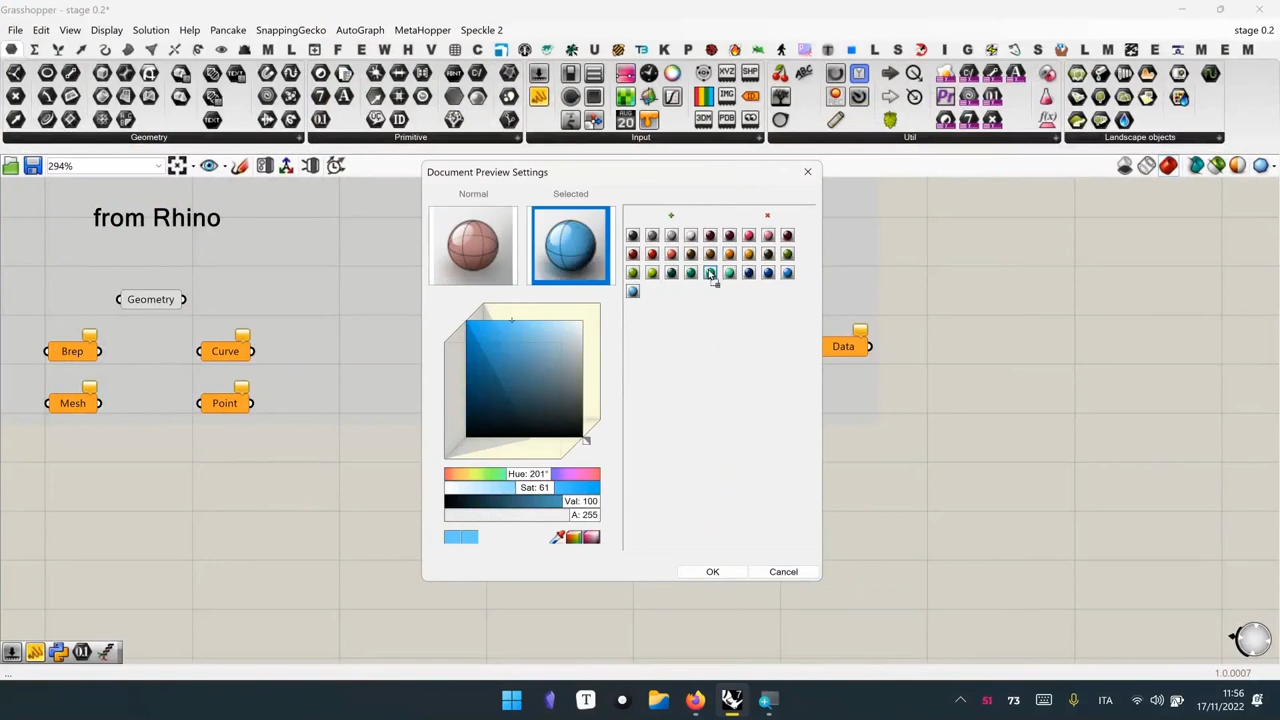 Grasshopper - stage 0.2*
File Edit View Display Solution Help Pancake SnappingGecko AutoGraph MetaHopper Speckle 2
stage 0.2
Geometry
Primitive
Input
Util
Landscape objects
294%
Document Preview Settings
Normal
Selected
from Rhino
Geometry
Brep
Curve
Mesh
Point
Data
Hue: 201°
Sat: 61
Val: 100
A: 255
OK
Cancel
...
1.0.0007
51
73
ITA
11:56
17/11/2022